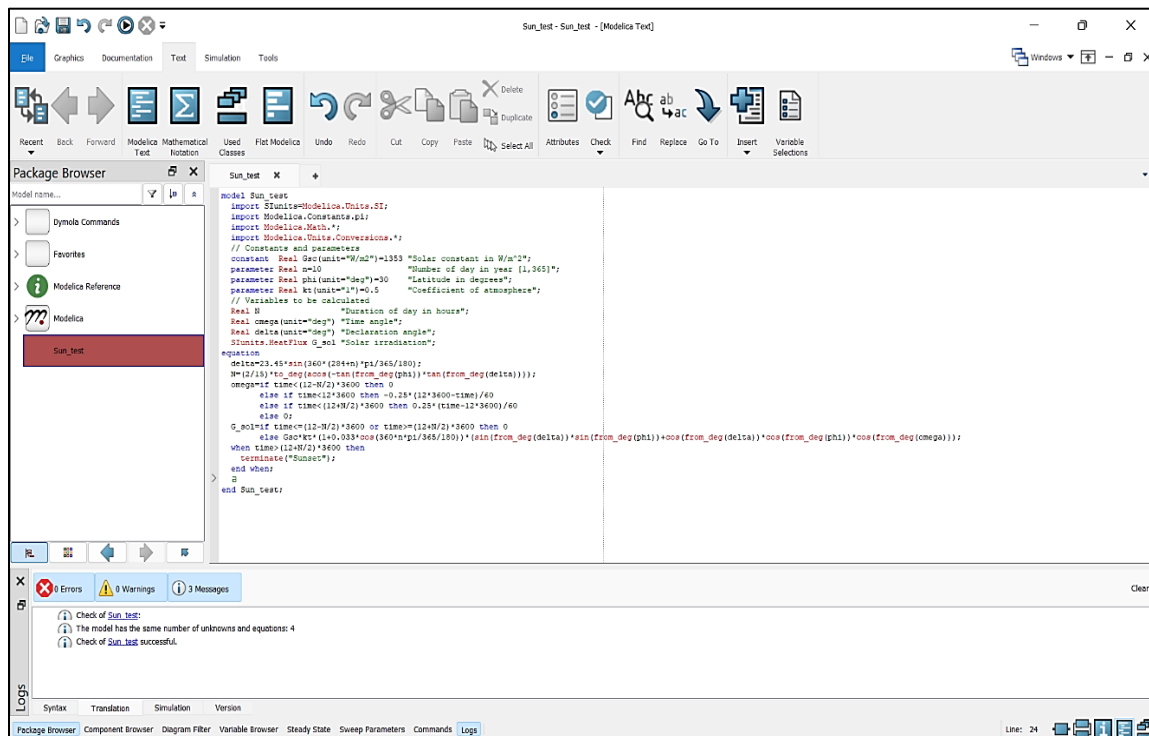 Sun_test - Sun_test - [Modelica Text]
File Graphics Documentation Text Simulation Tools
Windows
Delete
Duplicate
Select All
Recent Back Forward Modelica Text Mathematical Notation Used Classes Flat Modelica Undo Redo Cut Copy Paste Attributes Check Find Replace Go To Insert Variable Selections
Package Browser
Model name...
Dymola Commands
Favorites
Modelica Reference
Modelica
Sun_test
Sun_test
model Sun_test
import SIunits=Modelica.Units.SI;
import Modelica.Constants.pi;
import Modelica.Math.*;
import Modelica.Units.Conversions.*;
// Constants and parameters
constant Real Gsc(unit="W/m2")=1353 "Solar constant in W/m^2";
parameter Real n=10 "Number of day in year [1,365]";
parameter Real phi(unit="deg")=30 "Latitude in degrees";
parameter Real kt(unit="1")=0.5 "Coefficient of atmosphere";
// Variables to be calculated
Real N "Duration of day in hours";
Real omega(unit="deg") "Time angle";
Real delta(unit="deg") "Declaration angle";
SIunits.HeatFlux G_sol "Solar irradiation";
equation
delta=23.45*sin(360*(284+n)*pi/365/180);
N=(2/15)*to_deg(acos(-tan(from_deg(phi))*tan(from_deg(delta))));
omega=if time<(12-N/2)*3600 then 0
else if time<12*3600 then -0.25*(12*3600-time)/60
else if time<(12+N/2)*3600 then 0.25*(time-12*3600)/60
else 0;
G_sol=if time<=(12-N/2)*3600 or time>=(12+N/2)*3600 then 0
else Gsc*kt*(1+0.033*cos(360*n*pi/365/180))*(sin(from_deg(delta))*sin(from_deg(phi))+cos(from_deg(delta))*cos(from_deg(phi))*cos(from_deg(omega)));
when time>(12+N/2)*3600 then
terminate("Sunset");
end when;
a
end Sun_test;
0 Errors 0 Warnings 3 Messages
Clear
Check of Sun_test:
The model has the same number of unknowns and equations: 4
Check of Sun_test successful.
Logs
Syntax Translation Simulation Version
Package Browser Component Browser Diagram Filter Variable Browser Steady State Sweep Parameters Commands Logs
Line: 24